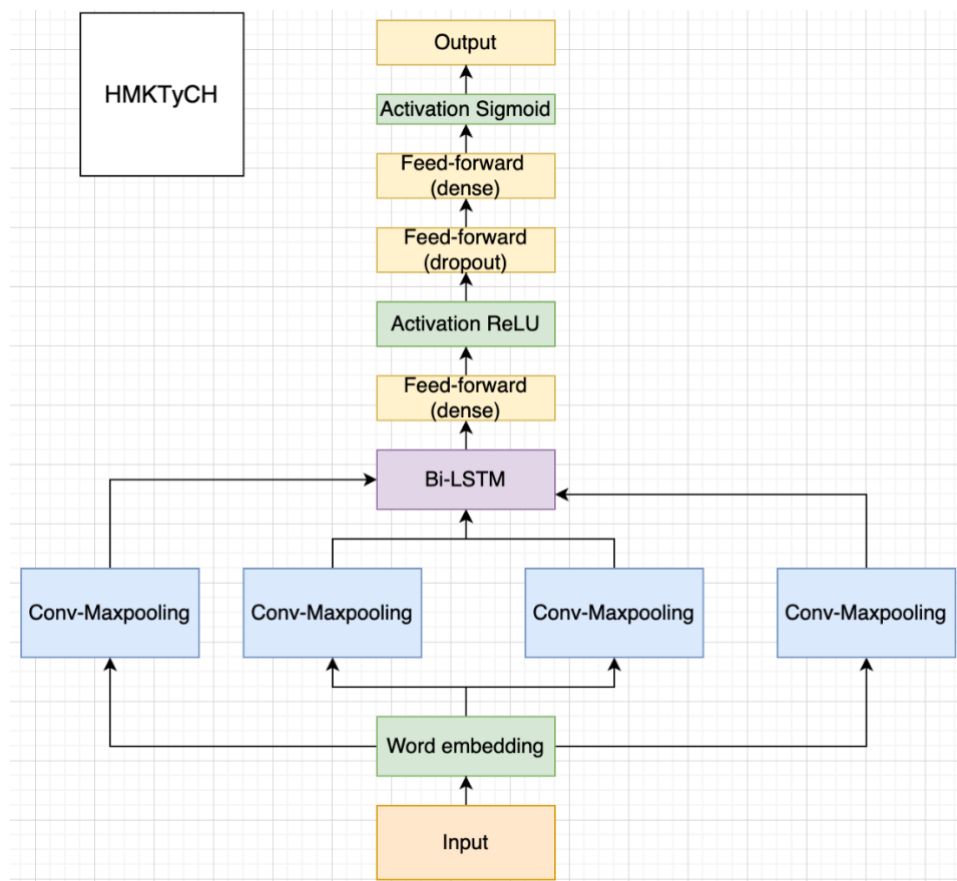 HMKTyCH
Output
Activation Sigmoid
Feed-forward
(dense)
Feed-forward
(dropout)
Activation ReLU
Feed-forward
(dense)
Bi-LSTM
Conv-Maxpooling
Conv-Maxpooling
Conv-Maxpooling
Conv-Maxpooling
Word embedding
Input